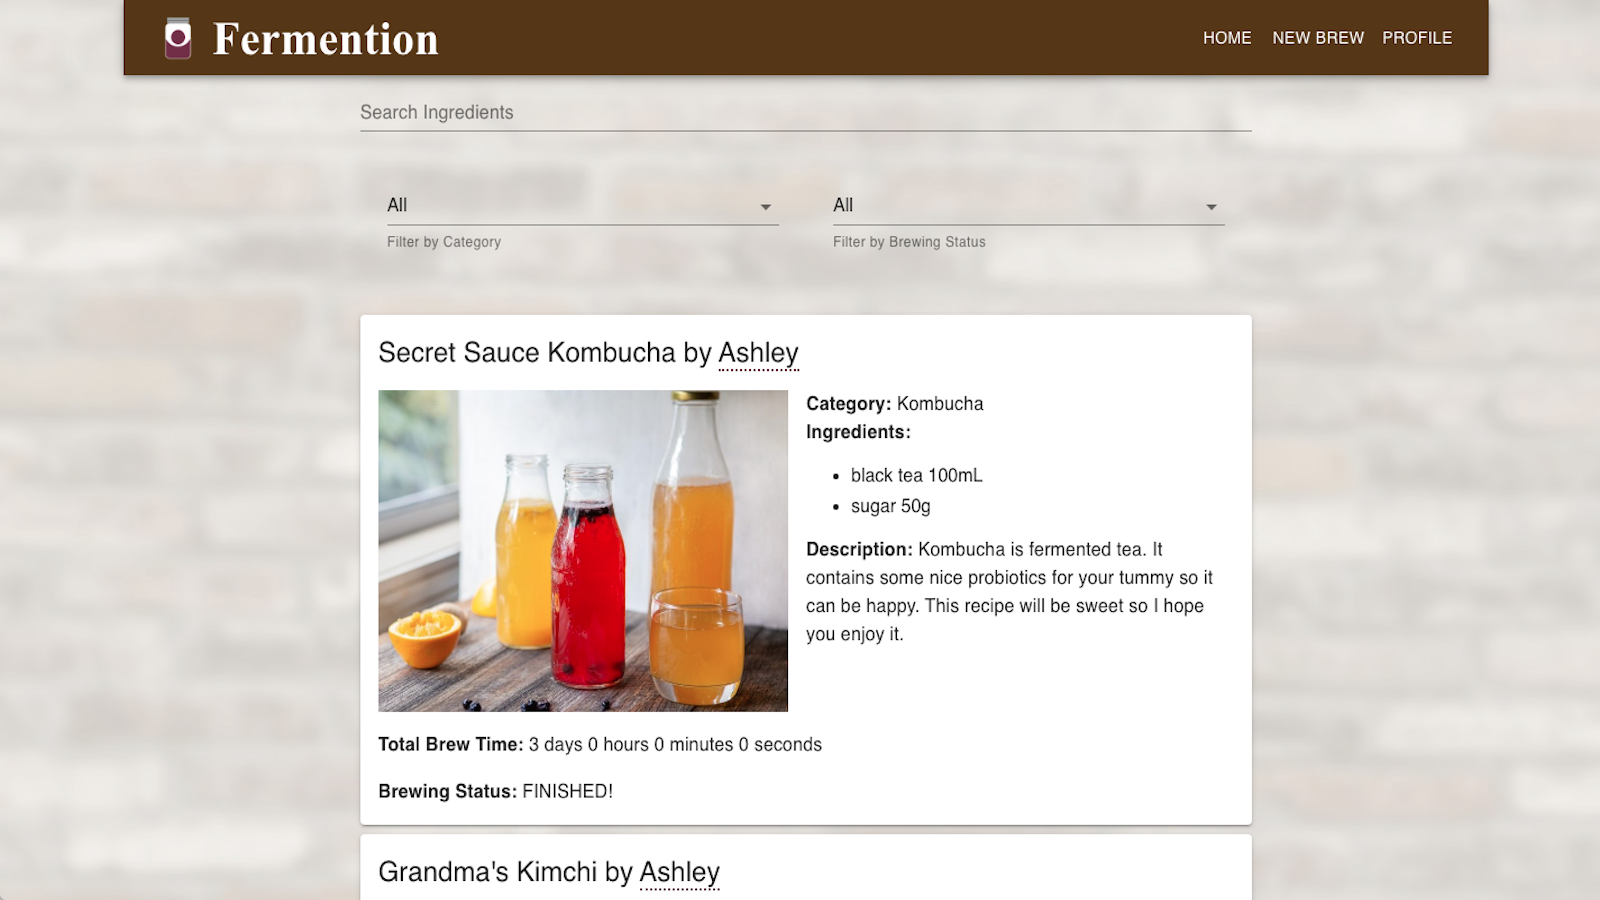 Fermention
HOME NEW BREW PROFILE
Search Ingredients
All
Filter by Category
All
Filter by Brewing Status
Secret Sauce Kombucha by Ashley
Category: Kombucha
Ingredients:
black tea 100mL
sugar 50g
Description: Kombucha is fermented tea. It
contains some nice probiotics for your tummy so it
can be happy. This recipe will be sweet so I hope
you enjoy it.
Total Brew Time: 3 days 0 hours 0 minutes 0 seconds
Brewing Status: FINISHED!
Grandma's Kimchi by Ashley